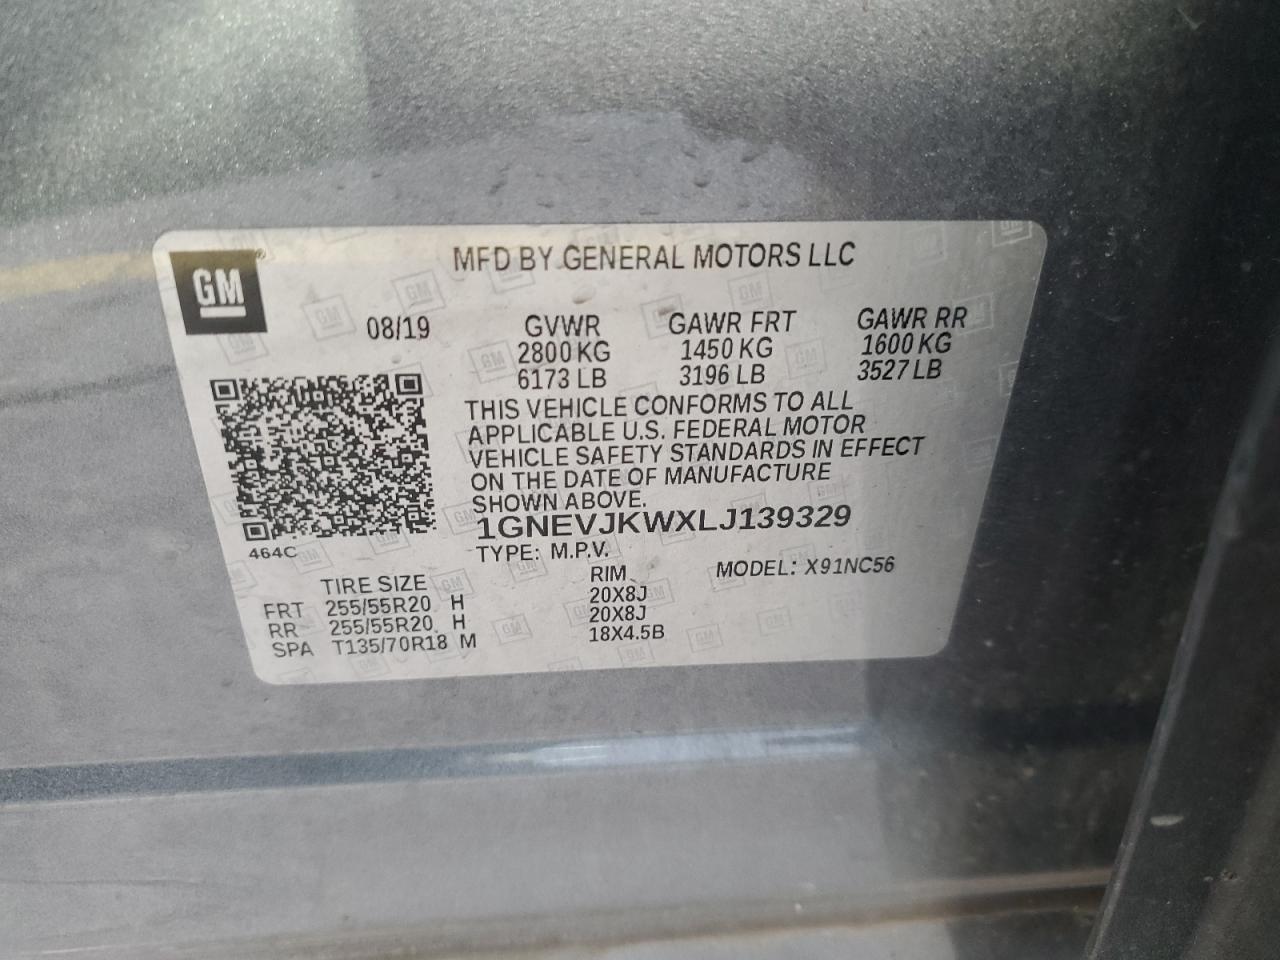 GM
MFD BY GENERAL MOTORS LLC
08/19 GVWR GAWR FRT GAWR RR
2800 KG 1450 KG 1600 KG
6173 LB 3196 LB 3527 LB
THIS VEHICLE CONFORMS TO ALL
APPLICABLE U.S. FEDERAL MOTOR
VEHICLE SAFETY STANDARDS IN EFFECT
ON THE DATE OF MANUFACTURE
SHOWN ABOVE.
1GNEVJKWXLJ139329
464C
TYPE: M.P.V. MODEL: X91NC56
TIRE SIZE RIM
FRT 255/55R20 H 20X8J
RR 255/55R20 H 20X8J
SPA T135/70R18 M 18X4.5B